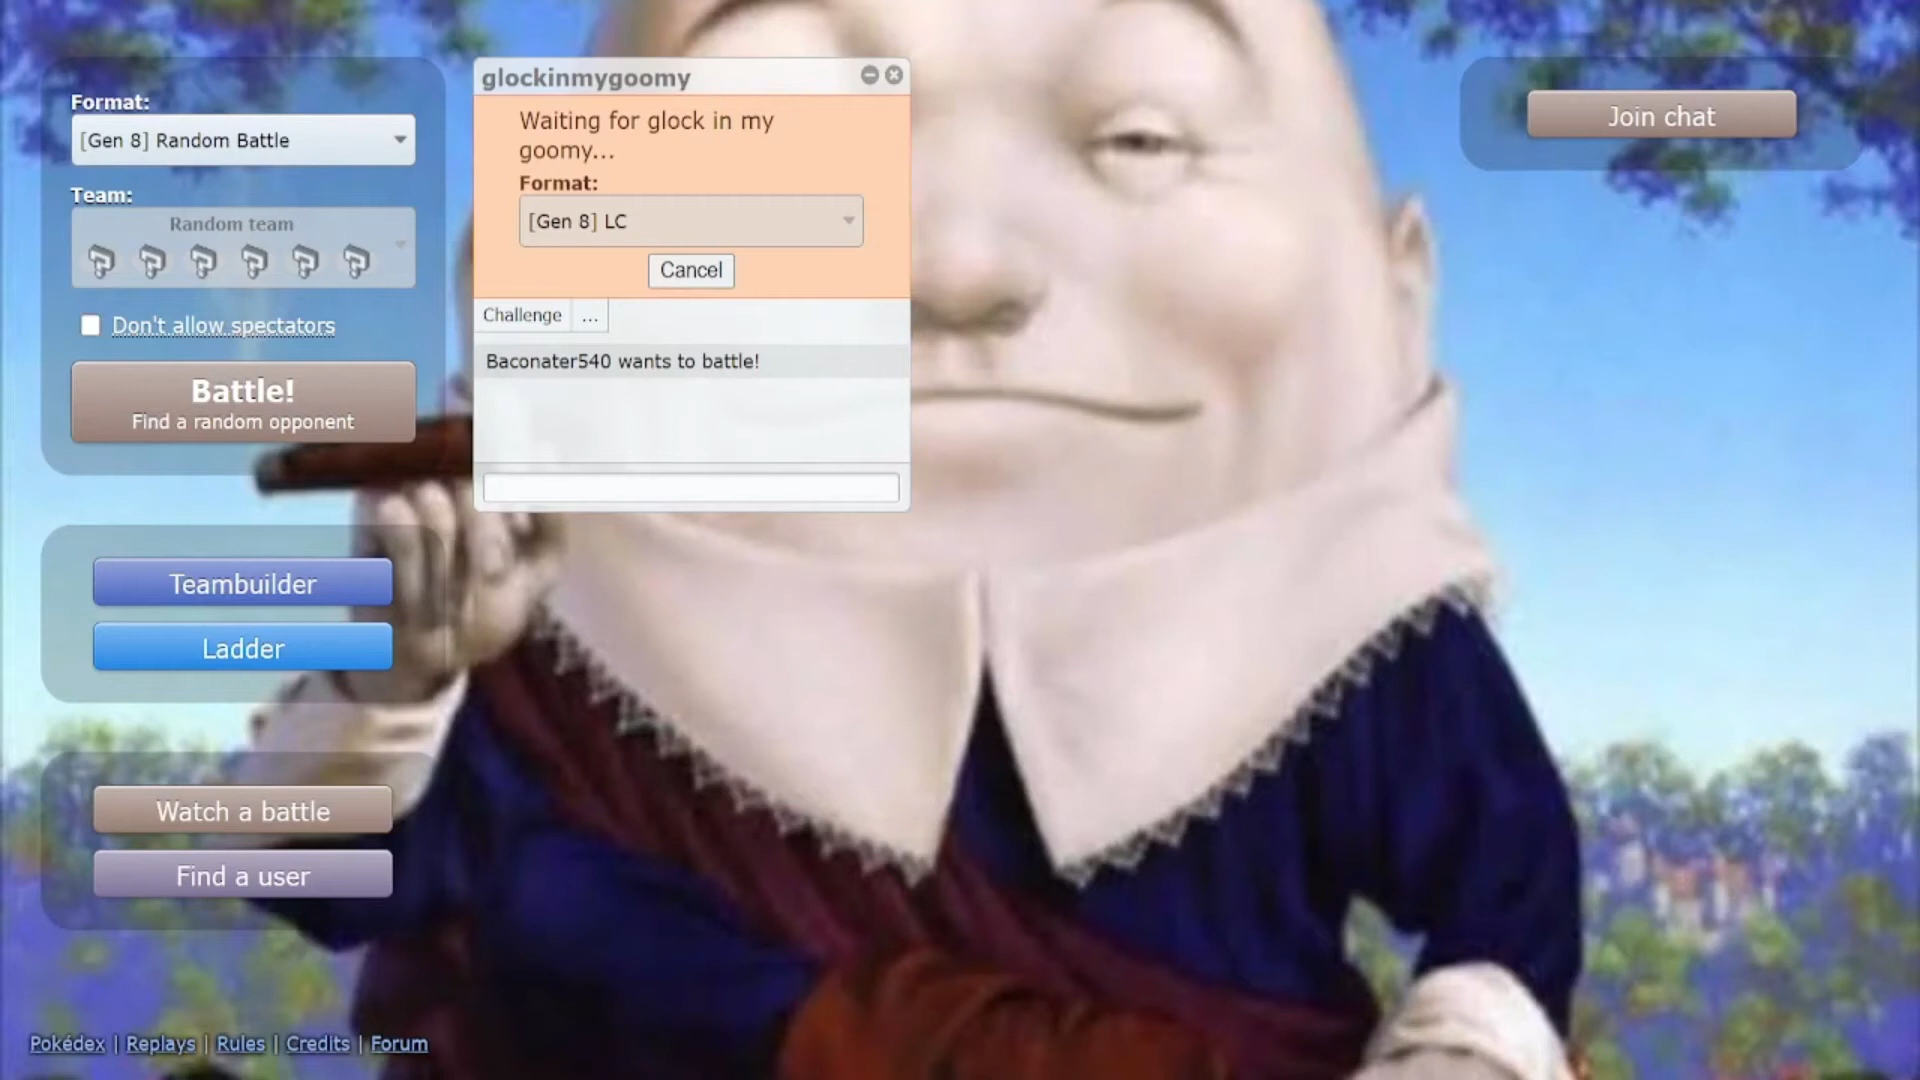 Format:
[Gen 8] Random Battle
Team:
Random team
Don't allow spectators
Battle!
Find a random opponent
Teambuilder
Ladder
Watch a battle
Find a user
Pokédex | Replays | Rules | Credits | Forum
glockinmygoomy
Waiting for glock in my
goomy...
Format:
[Gen 8] LC
Cancel
Challenge ...
Baconater540 wants to battle!
Join chat